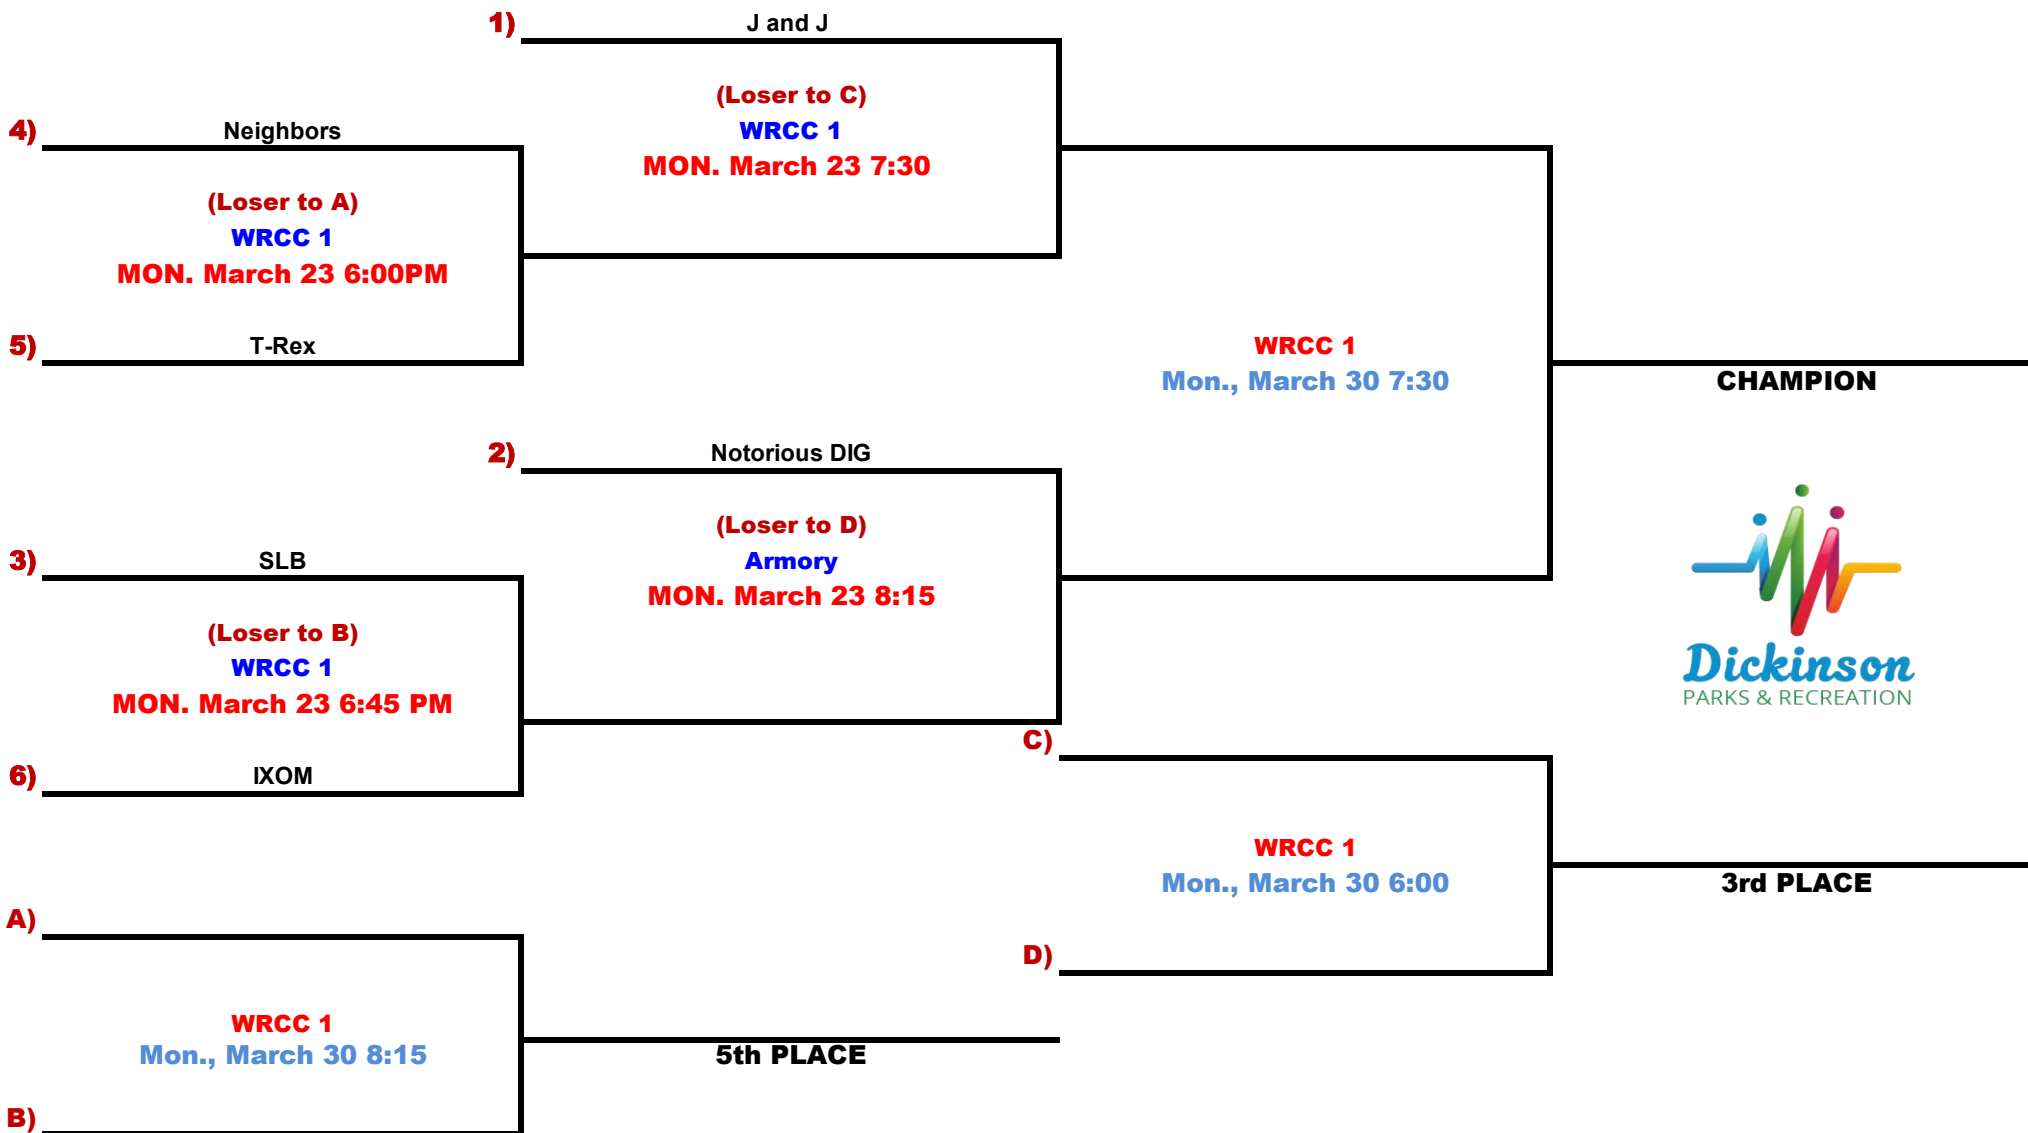 1)
J and J
(Loser to C)
WRCC 1
MON. March 23 7:30
4)
Neighbors
(Loser to A)
WRCC 1
MON. March 23 6:00PM
5)
T-Rex
WRCC 1
Mon., March 30 7:30
CHAMPION
2)
Notorious DIG
(Loser to D)
Armory
MON. March 23 8:15
3)
SLB
(Loser to B)
WRCC 1
MON. March 23 6:45 PM
6)
IXOM
Dickinson
PARKS & RECREATION
C)
WRCC 1
Mon., March 30 6:00
3rd PLACE
D)
A)
WRCC 1
Mon., March 30 8:15
5th PLACE
B)